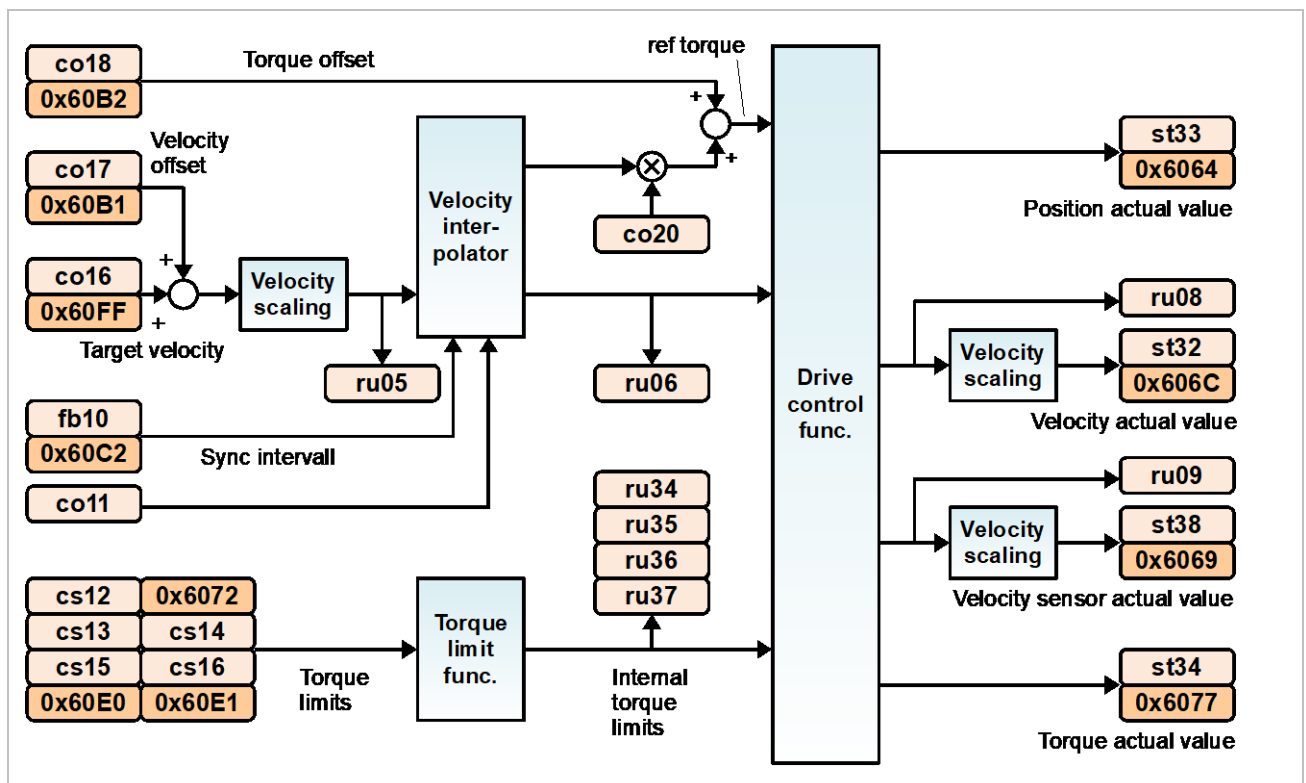 co18
0x60B2
Torque offset
ref torque
+
+
Velocity
offset
co17
0x60B1
co16
0x60FF
+
+
Target velocity
Velocity
scaling
ru05
Velocity
inter-
polator
co20
ru06
fb10
0x60C2
Sync intervall
co11
cs12 0x6072
cs13 cs14
cs15 cs16
0x60E0 0x60E1
Torque
limits
Torque
limit
func.
ru34
ru35
ru36
ru37
Internal
torque
limits
Drive
control
func.
st33
0x6064
Position actual value
ru08
Velocity
scaling
st32
0x606C
Velocity actual value
ru09
Velocity
scaling
st38
0x6069
Velocity sensor actual value
st34
0x6077
Torque actual value